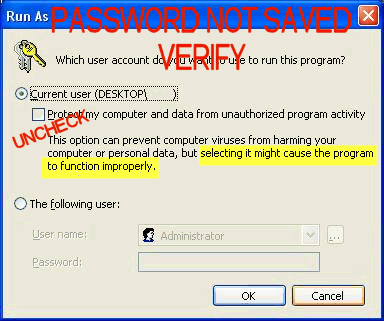 Run As
PASSWORD NOT SAVED
VERIFY
Which user account do you want to use to run this program?
Current user (DESKTOP\ )
Protect my computer and data from unauthorized program activity
UNCHECK
This option can prevent computer viruses from harming your
computer or personal data, but selecting it might cause the program
to function improperly.
The following user:
User name:
Administrator
...
Password:
OK
Cancel